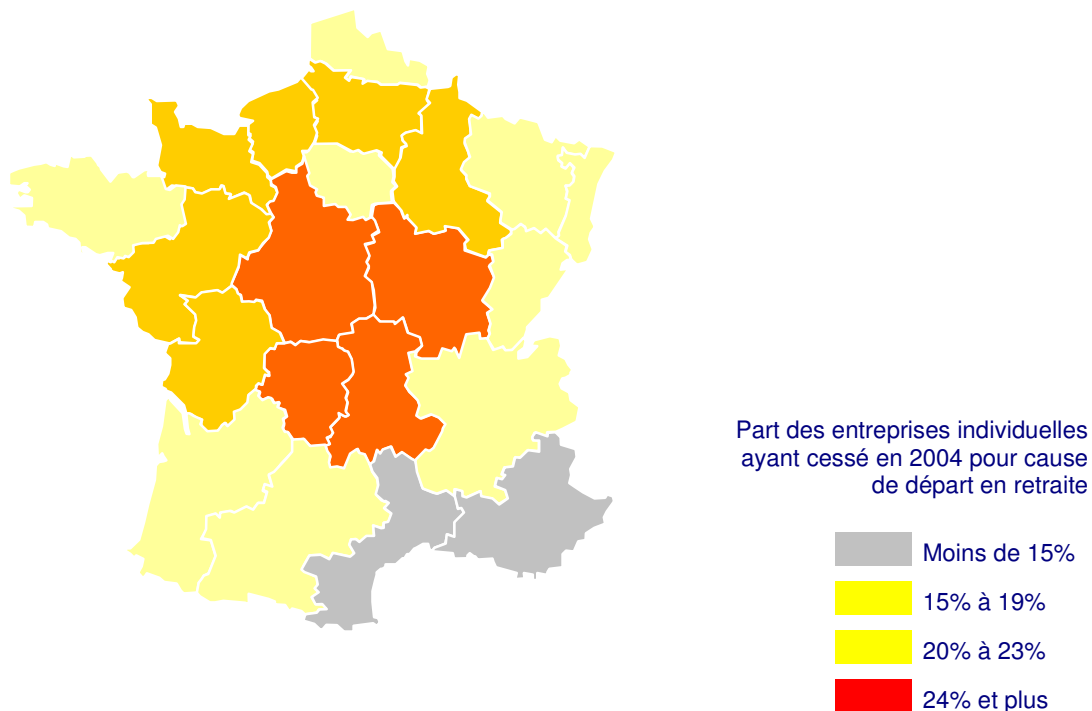 Part des entreprises individuelles
ayant cessé en 2004 pour cause
de départ en retraite
Moins de 15%
15% à 19%
20% à 23%
24% et plus